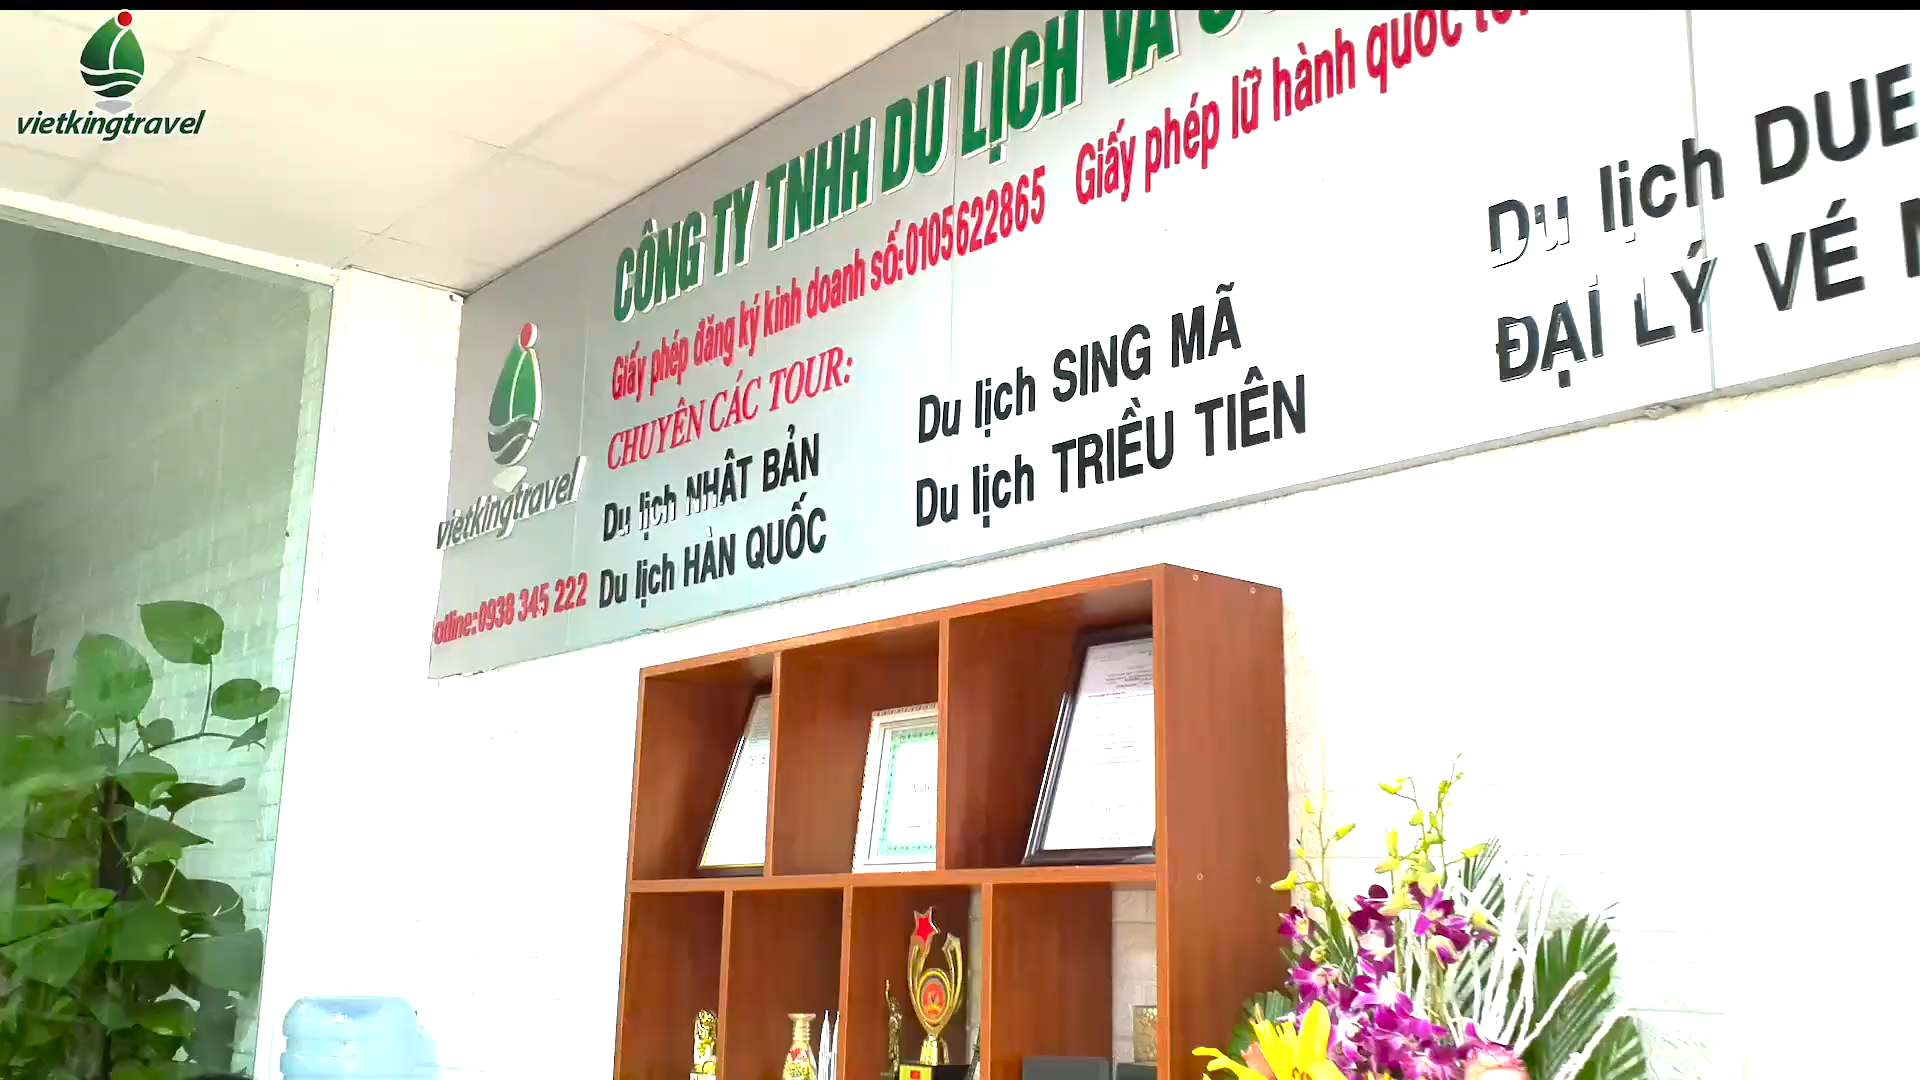 vietkingtravel
CÔNG TY TNHH DU LỊCH VÀ
Giấy phép đăng ký kinh doanh số:0105622865 Giấy phép lữ hành quốc
CHUYÊN CÁC TOUR:
Du lịch NHẬT BẢN
Du lịch HÀN QUỐC
Du lịch SING MÃ
Du lịch TRIỀU TIÊN
Du lịch DUE
ĐẠI LÝ VÉ
vietkingtravel
otline:0938 345 222